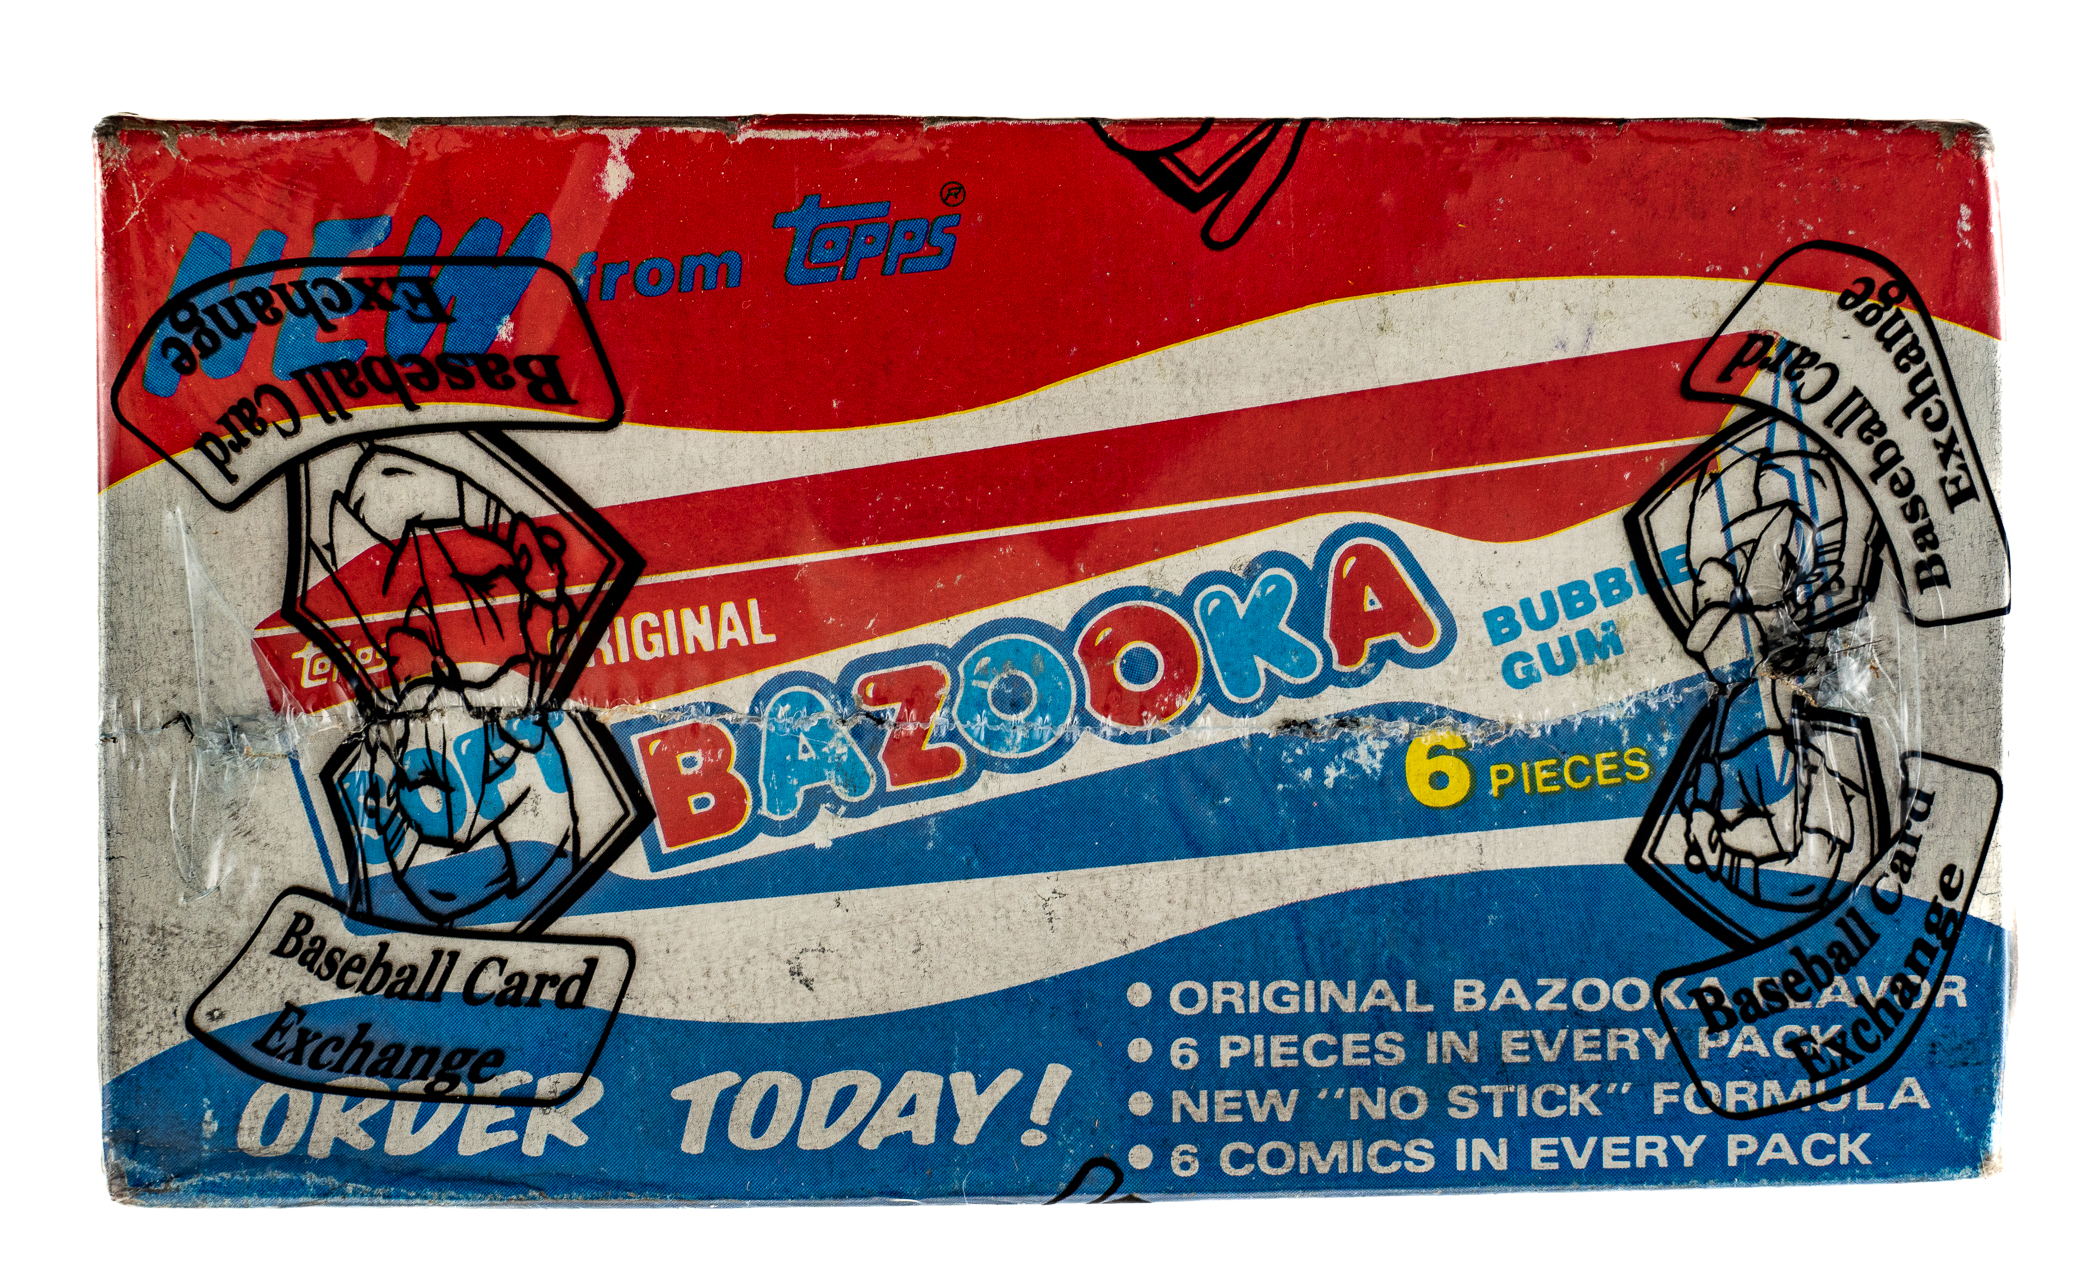 NEW from topps®
Baseball Card
Exchange
Baseball Card
Exchange
topps
ORIGINAL
SOFT
BAZOOKA
BUBBLE
GUM
6 PIECES
Baseball Card
Exchange
Baseball Card
Exchange
ORDER TODAY!
• ORIGINAL BAZOOKA FLAVOR
• 6 PIECES IN EVERY PACK
• NEW "NO STICK" FORMULA
• 6 COMICS IN EVERY PACK